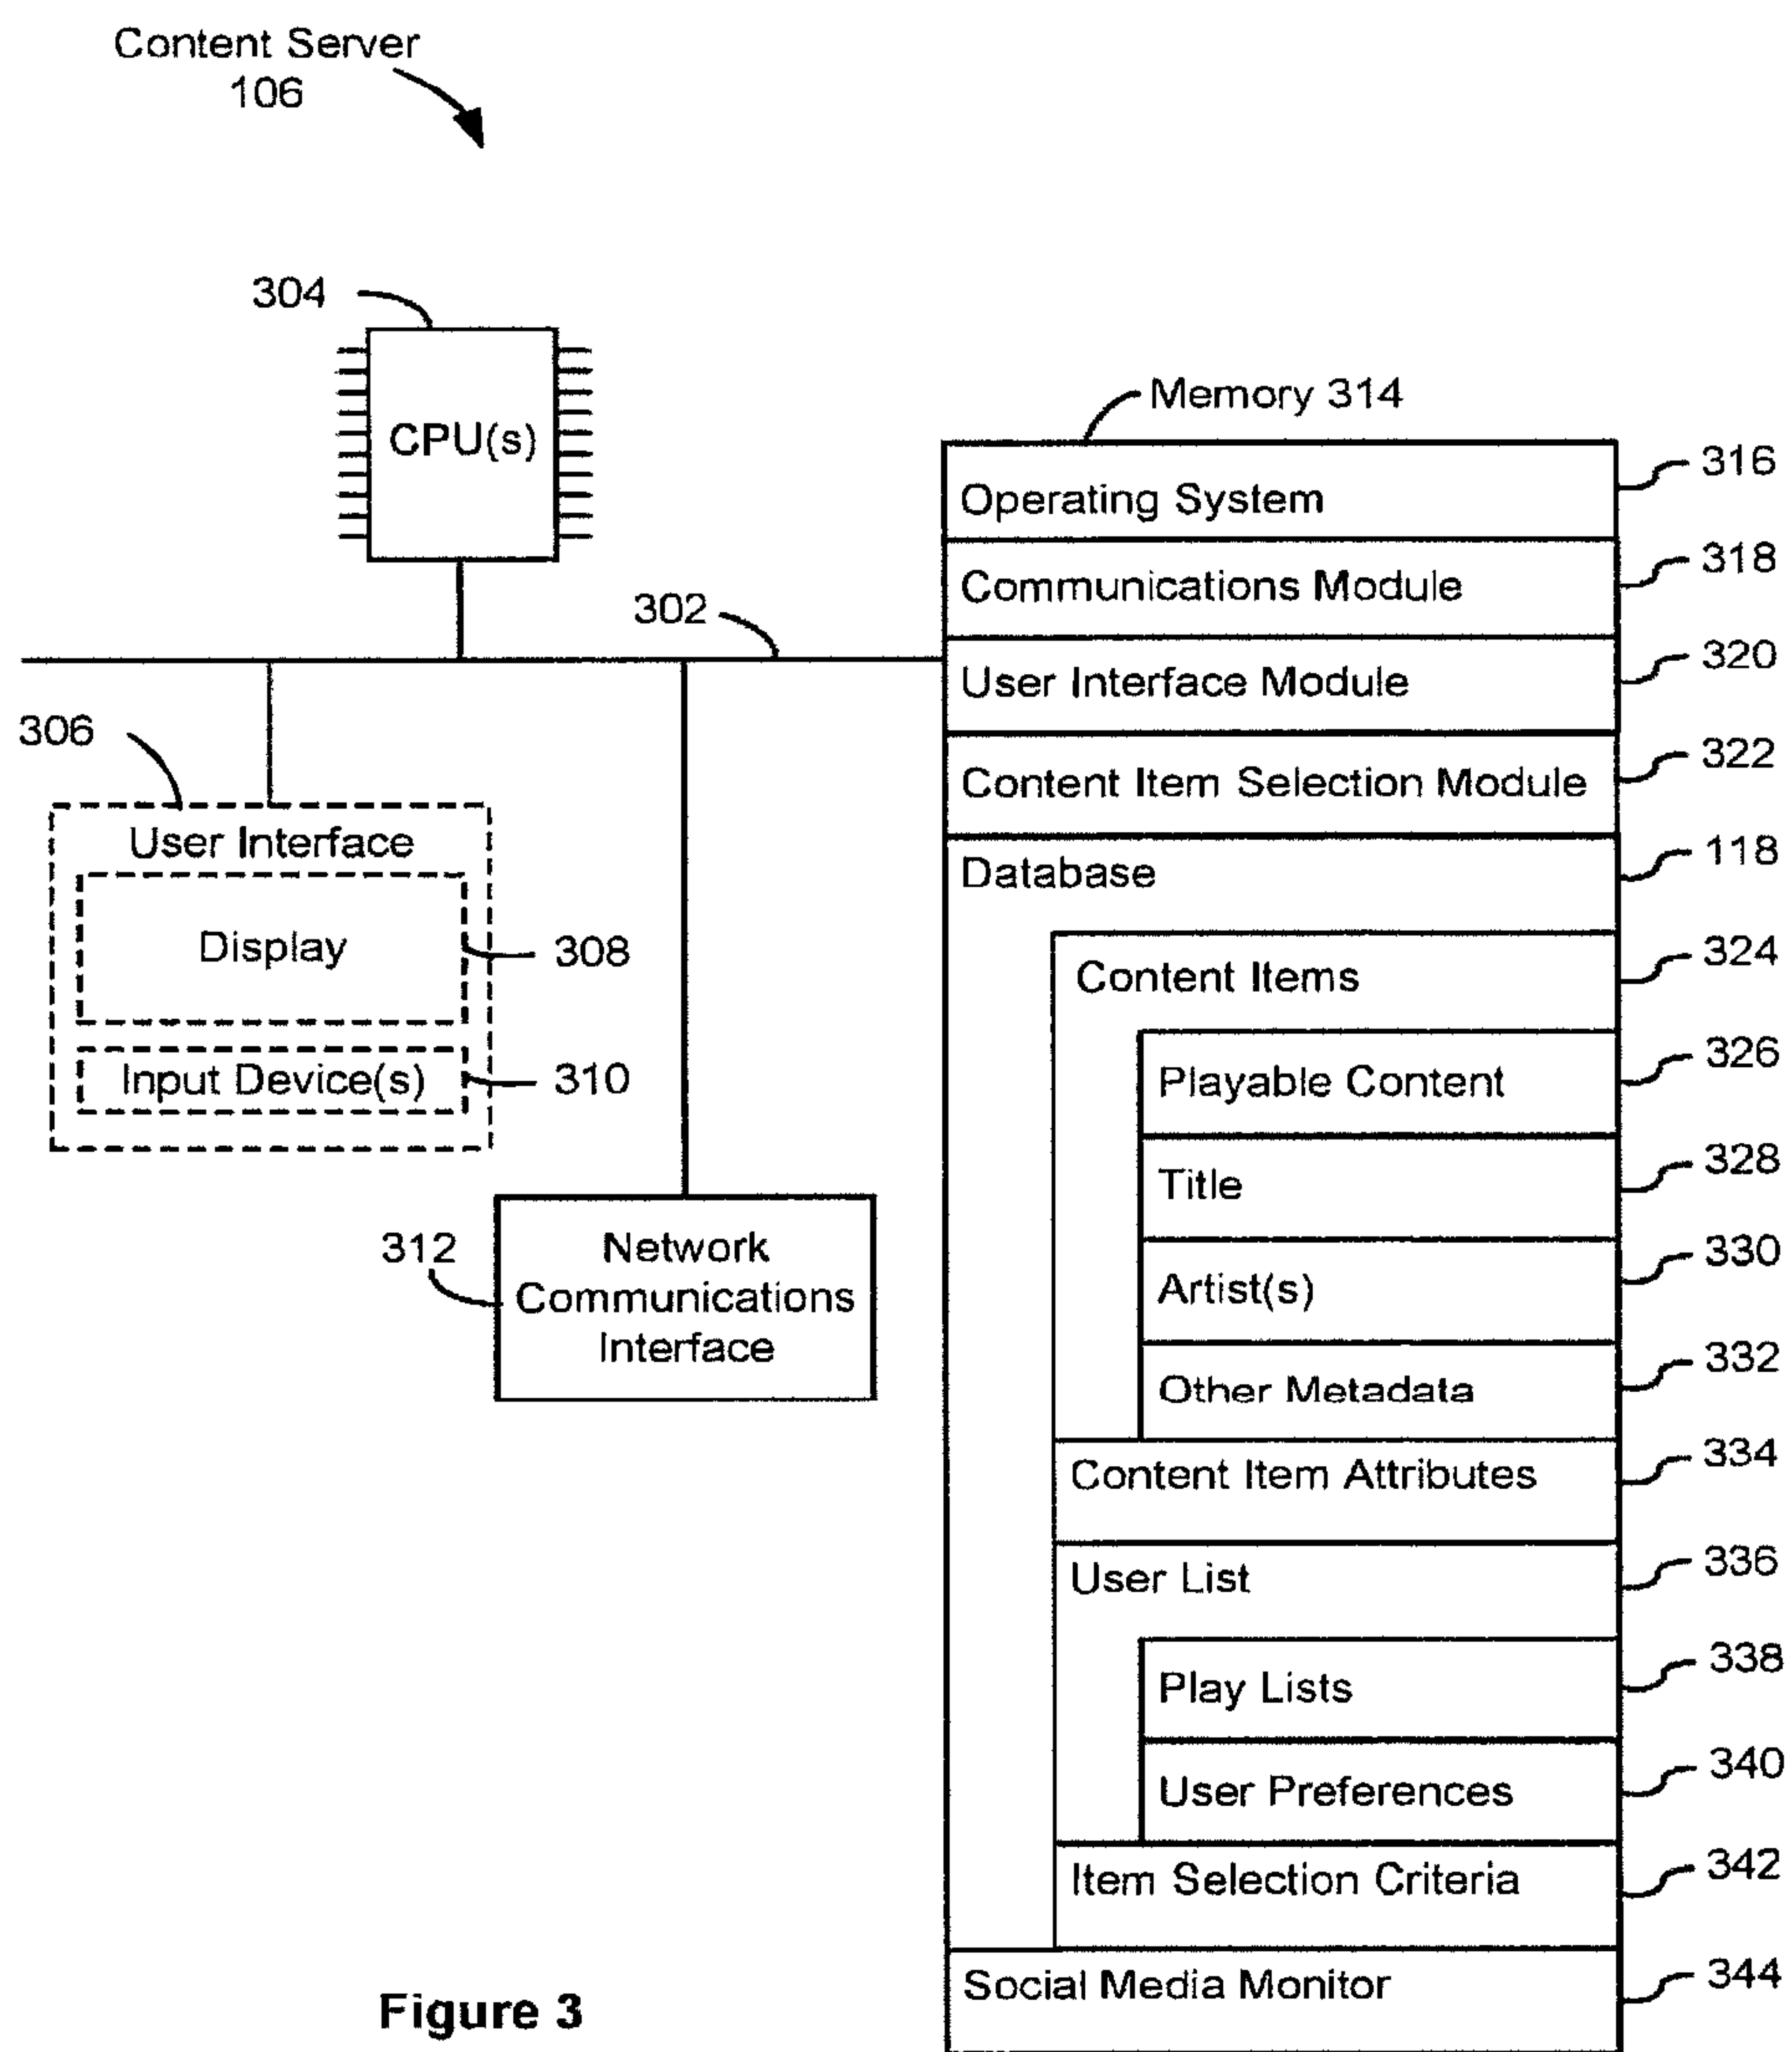 Content Server
106
304
CPU(s)
302
306
User Interface
Display
308
Input Device(s)
310
312
Network
Communications
Interface
Memory 314
Operating System
316
Communications Module
318
User Interface Module
320
Content Item Selection Module
322
Database
118
Content Items
324
Playable Content
326
Title
328
Artist(s)
330
Other Metadata
332
Content Item Attributes
334
User List
336
Play Lists
338
User Preferences
340
Item Selection Criteria
342
Social Media Monitor
344
Figure 3